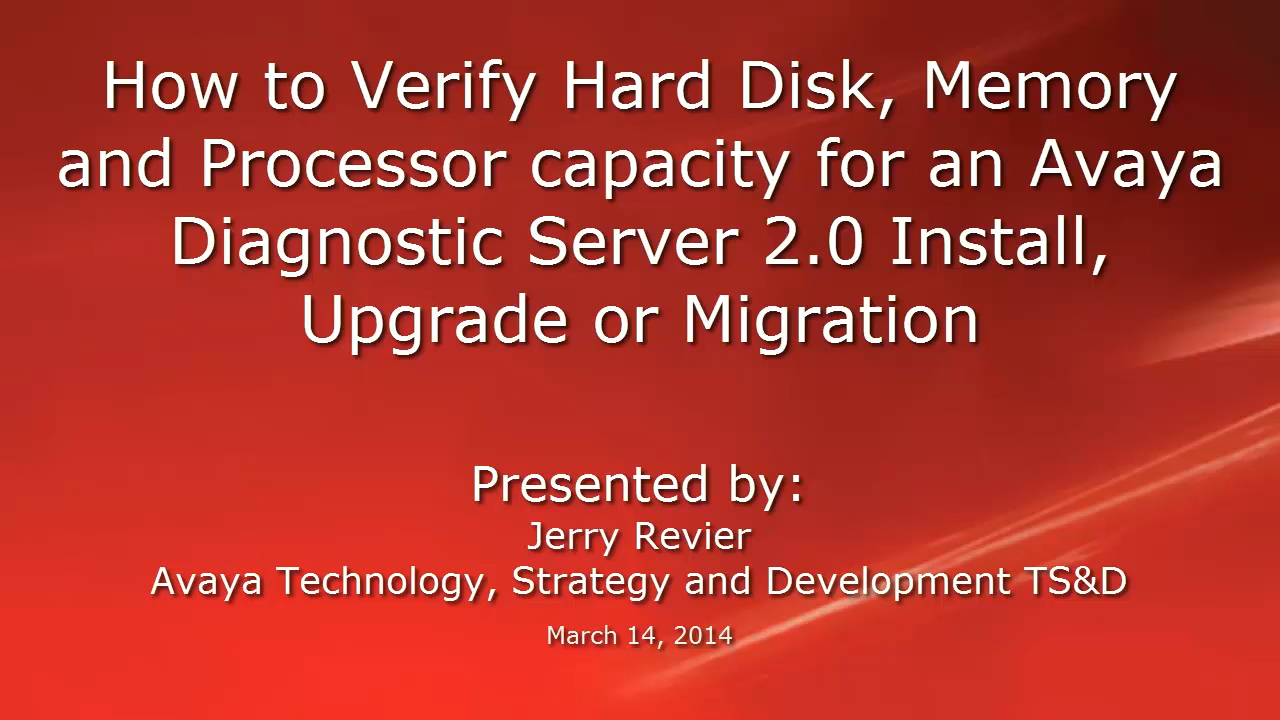 How to Verify Hard Disk, Memory
and Processor capacity for an Avaya
Diagnostic Server 2.0 Install,
Upgrade or Migration
Presented by:
Jerry Revier
Avaya Technology, Strategy and Development TS&D
March 14, 2014